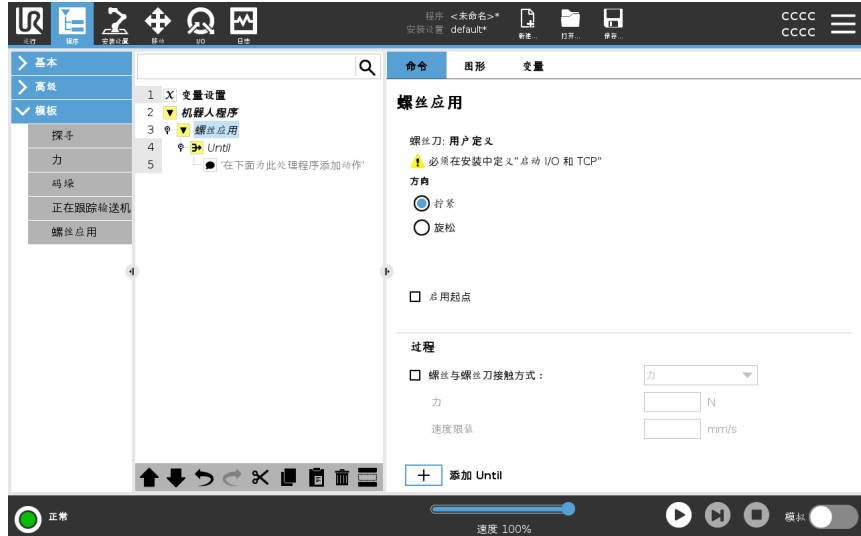 UR
程序 <未命名>*
安装设置 default*
运行
程序
安装设置
移动
I/O
日志
新建...
打开...
保存...
CCCC
CCCC
基本
高级
模板
探寻
力
码垛
正在跟踪输送机
螺丝应用
1 X 变量设置
2 机器人程序
3 螺丝应用
4 Until
5 '在下面为此处理程序添加动作'
命令
图形
变量
螺丝应用
螺丝刀: 用户定义
必须在安装中定义"启动 I/O 和 TCP"
方向
拧紧
旋松
启用起点
过程
螺丝与螺丝刀接触方式：
力
力
N
速度限值
mm/s
添加 Until
正常
速度 100%
模拟